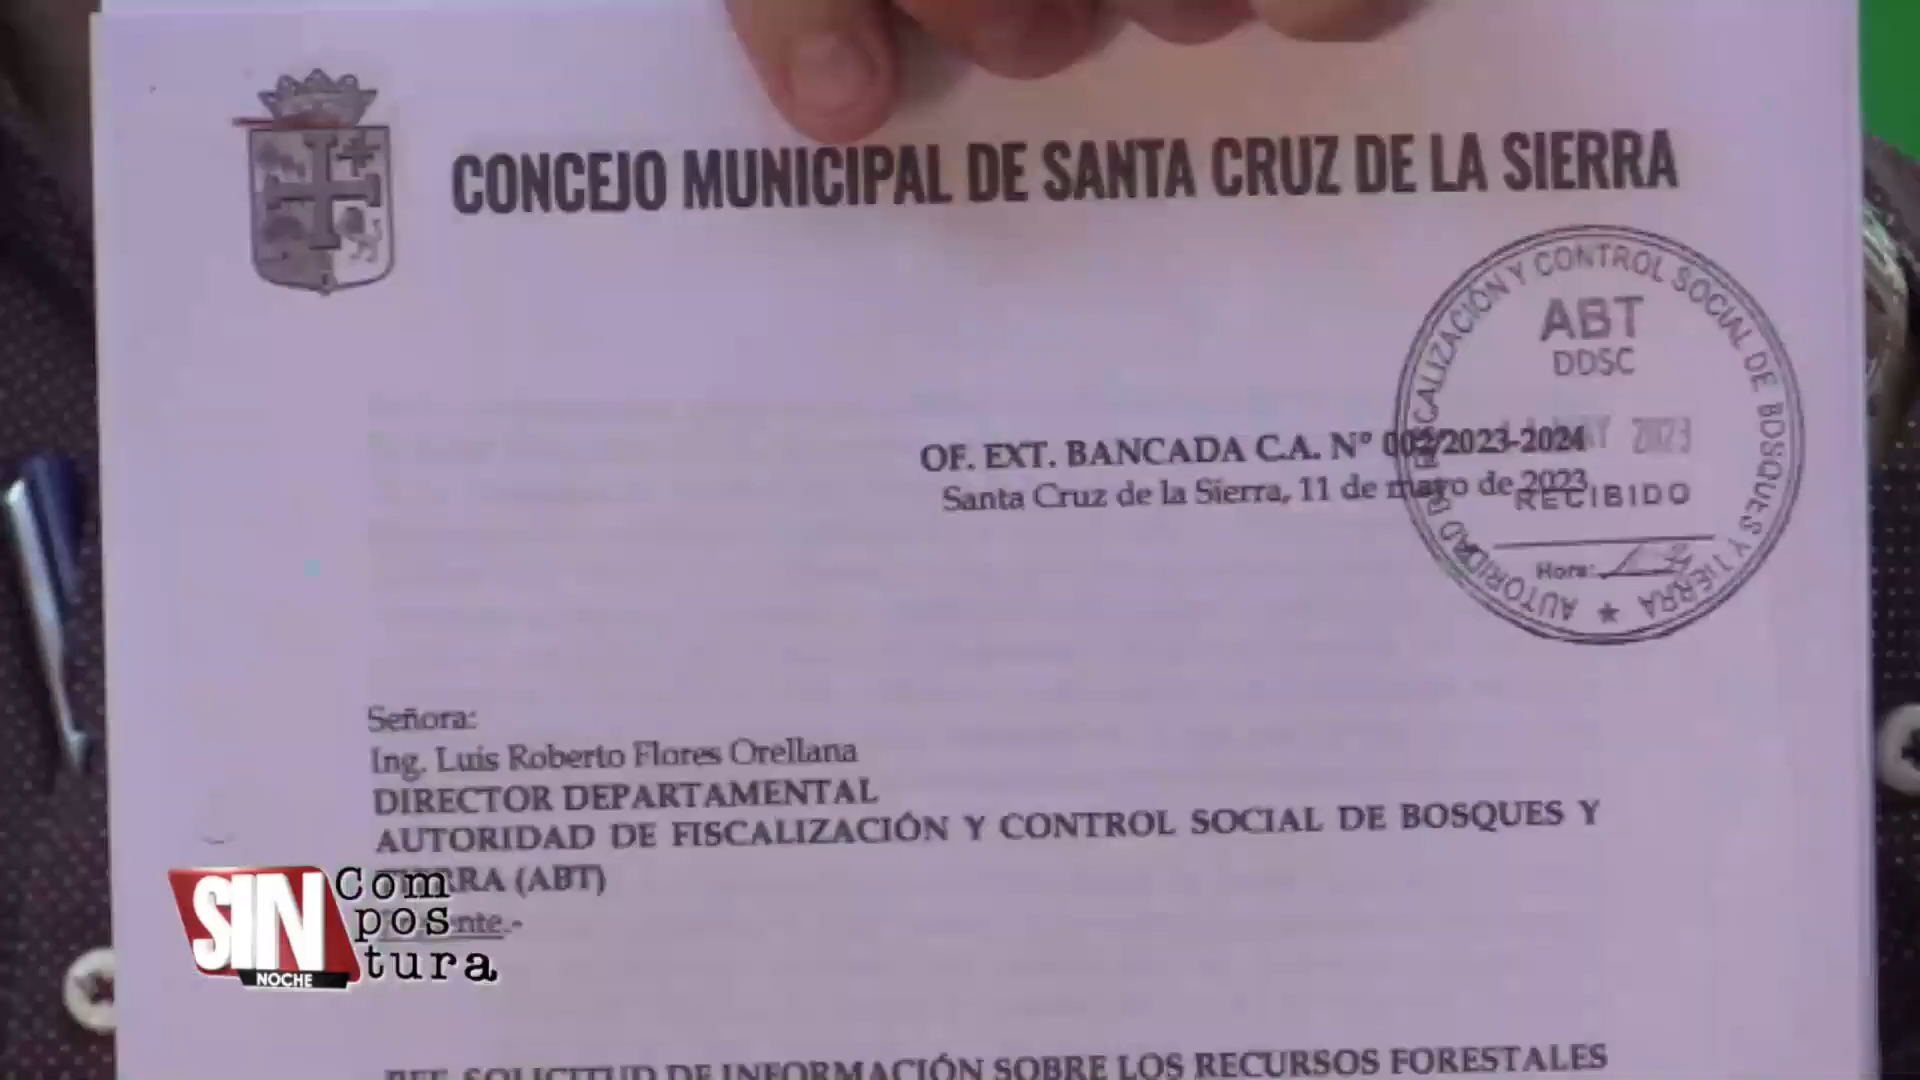 CONCEJO MUNICIPAL DE SANTA CRUZ DE LA SIERRA
AUTORIDAD DE FISCALIZACIÓN Y CONTROL SOCIAL DE BOSQUES Y TIERRA
ABT
DDSC
MAY 2023
RECIBIDO
Hora:
OF. EXT. BANCADA C.A. Nº 002/2023-2024
Santa Cruz de la Sierra, 11 de mayo de 2023
Señora:
Ing. Luis Roberto Flores Orellana
DIRECTOR DEPARTAMENTAL
AUTORIDAD DE FISCALIZACIÓN Y CONTROL SOCIAL DE BOSQUES Y
TIERRA (ABT)
SIN
NOCHE
Com
pos
tura
REF. SOLICITUD DE INFORMACIÓN SOBRE LOS RECURSOS FORESTALES